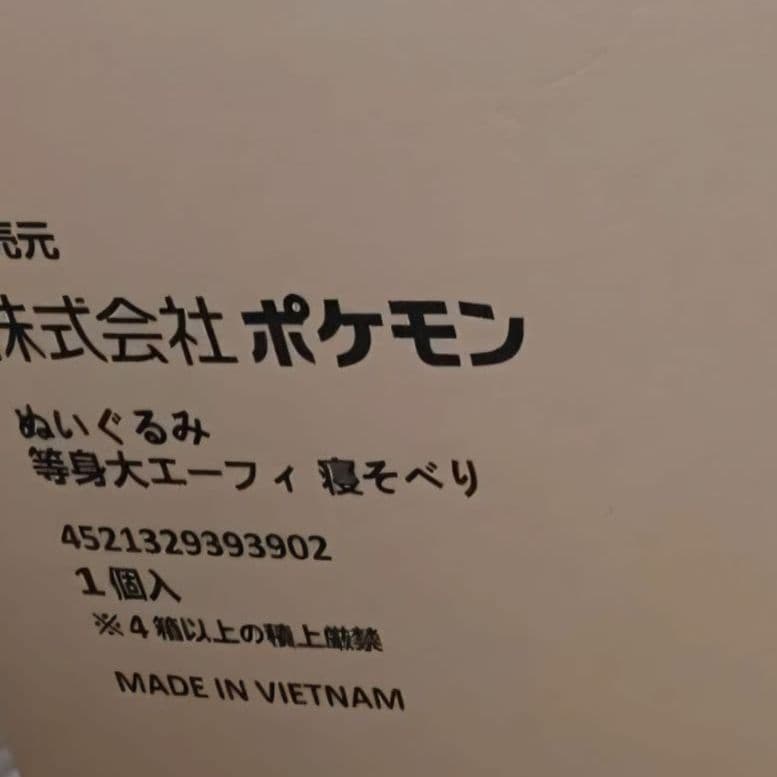 売元
株式会社ポケモン
ぬいぐるみ
等身大エーフィ 寝そべり
4521329393902
1個入
※4箱以上の積上厳禁
MADE IN VIETNAM